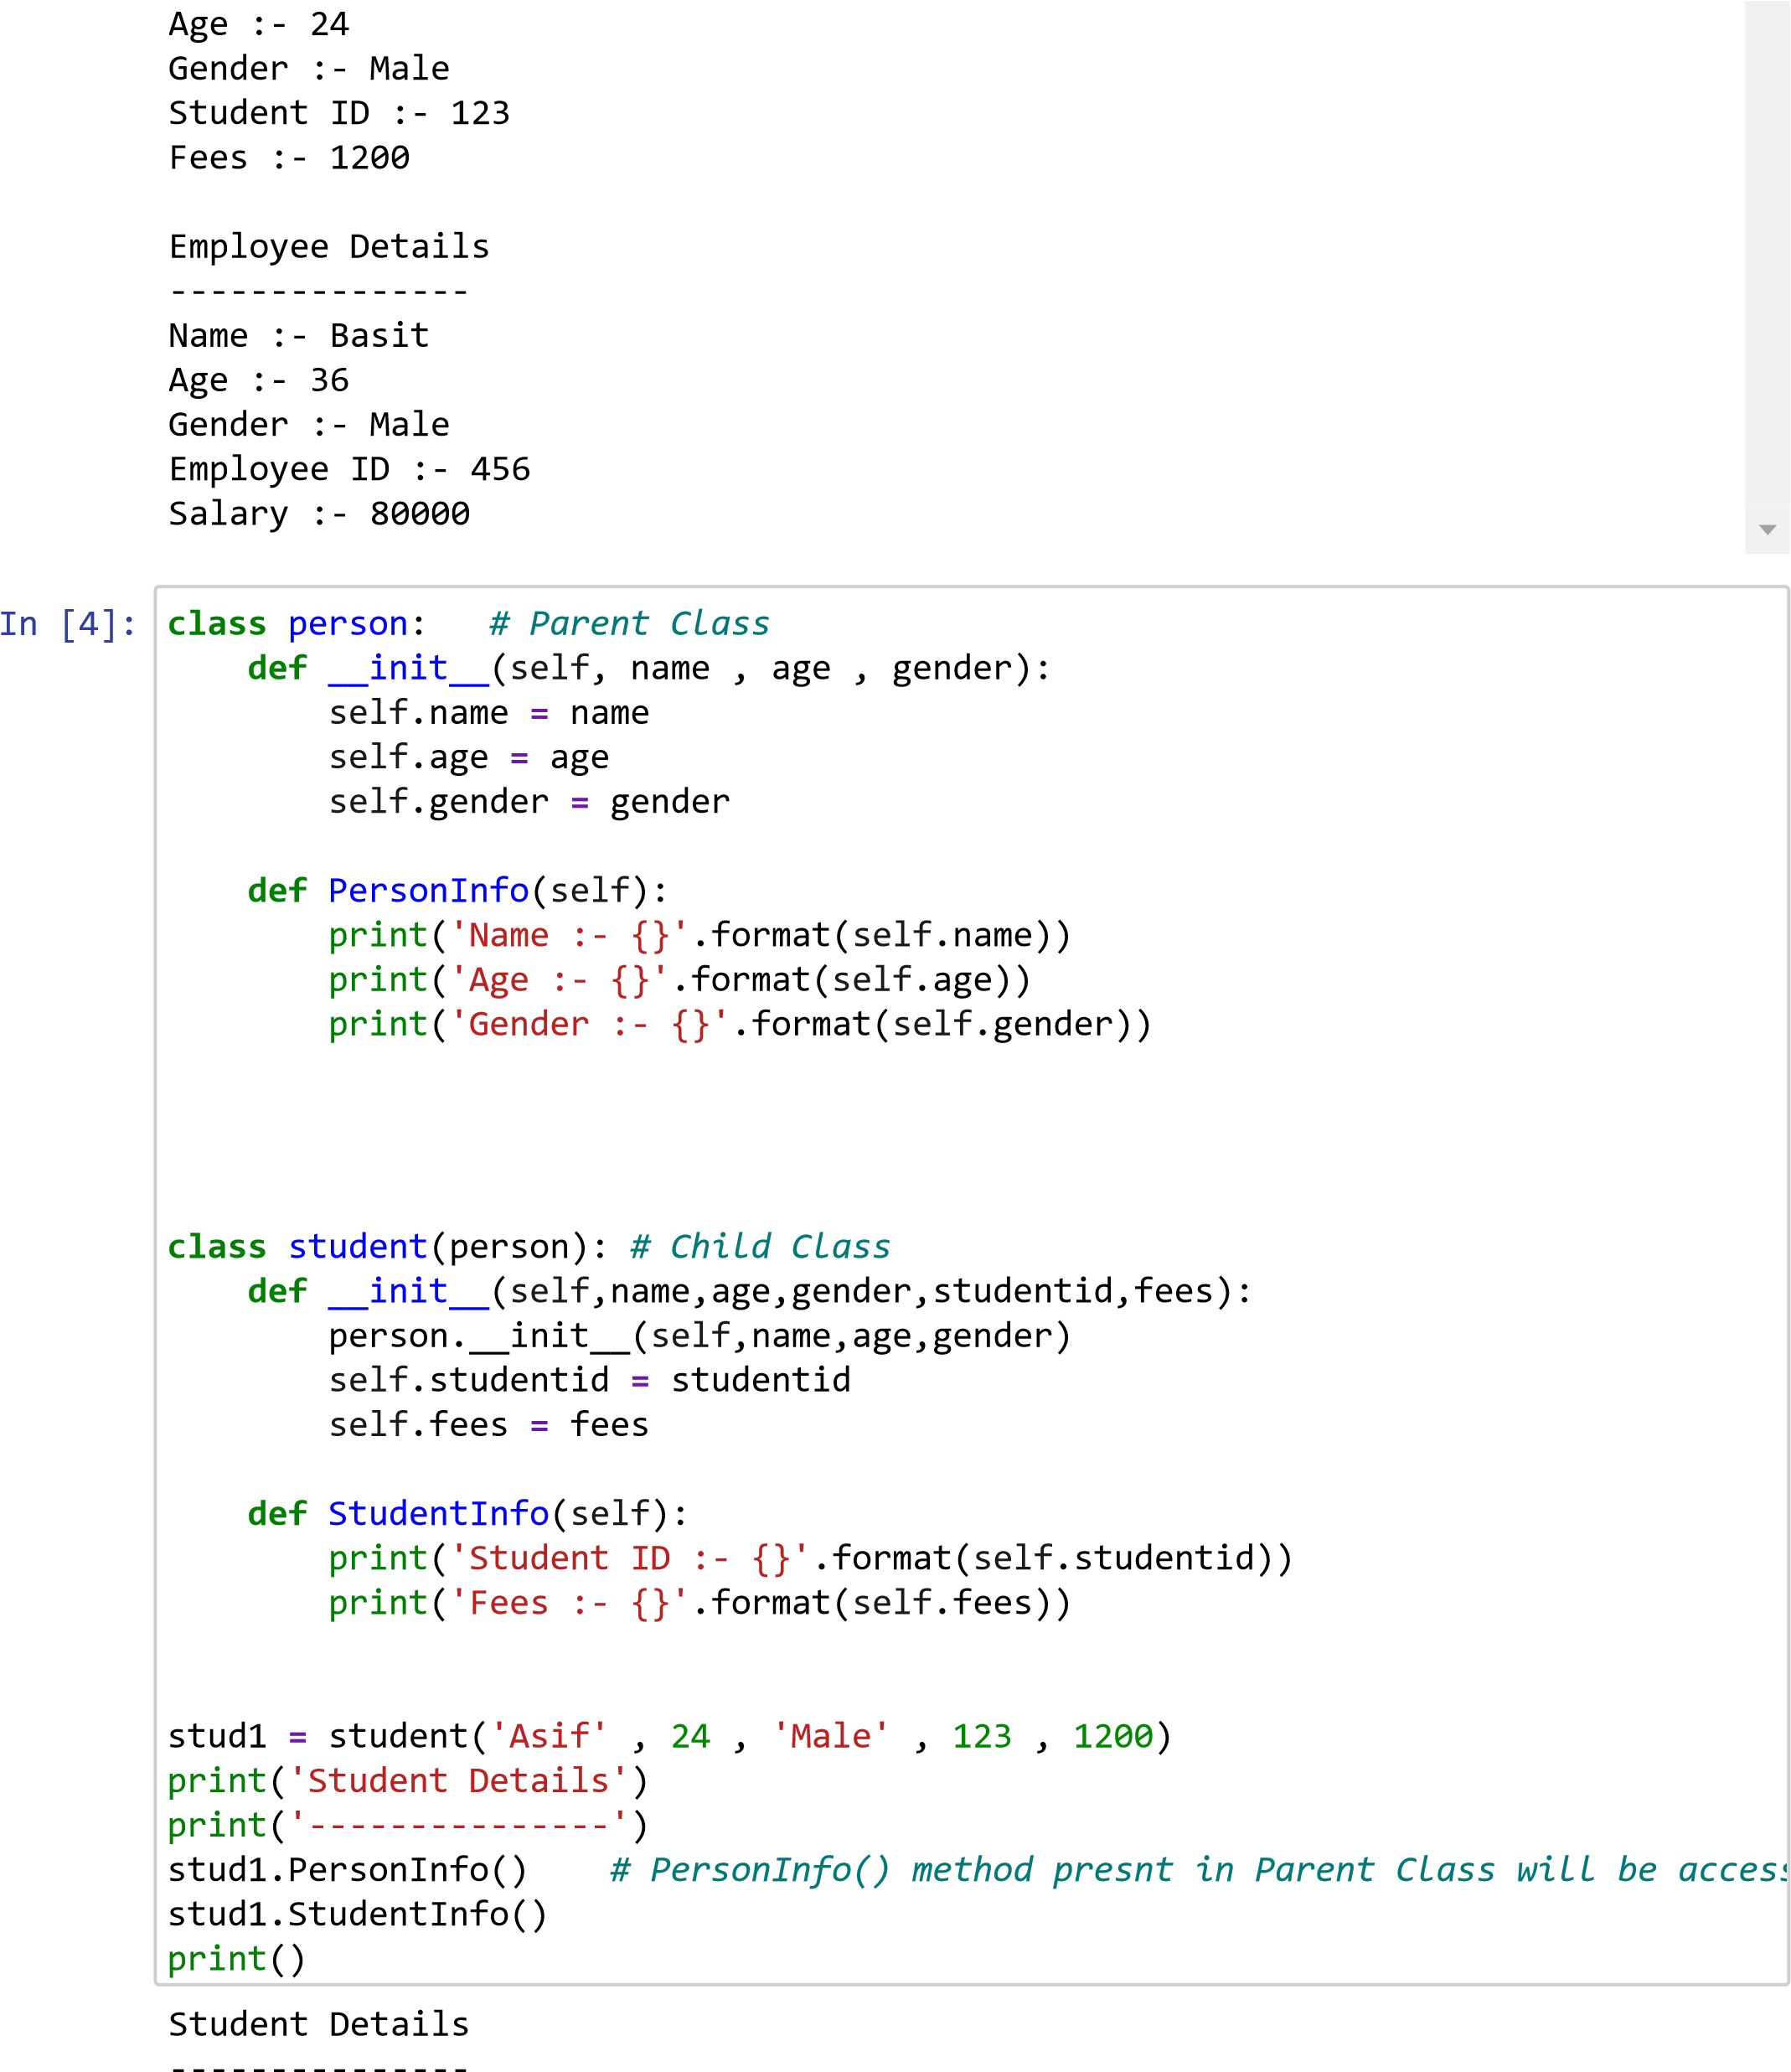 Age :- 24
Gender :- Male
Student ID :- 123
Fees :- 1200

Employee Details
---------------
Name :- Basit
Age :- 36
Gender :- Male
Employee ID :- 456
Salary :- 80000

In [4]: class person:   # Parent Class
    def __init__(self, name , age , gender):
        self.name = name
        self.age = age
        self.gender = gender

    def PersonInfo(self):
        print('Name :- {}'.format(self.name))
        print('Age :- {}'.format(self.age))
        print('Gender :- {}'.format(self.gender))

class student(person): # Child Class
    def __init__(self,name,age,gender,studentid,fees):
        person.__init__(self,name,age,gender)
        self.studentid = studentid
        self.fees = fees

    def StudentInfo(self):
        print('Student ID :- {}'.format(self.studentid))
        print('Fees :- {}'.format(self.fees))

stud1 = student('Asif' , 24 , 'Male' , 123 , 1200)
print('Student Details')
print('---------------')
stud1.PersonInfo()    # PersonInfo() method presnt in Parent Class will be
stud1.StudentInfo()
print()

Student Details
---------------